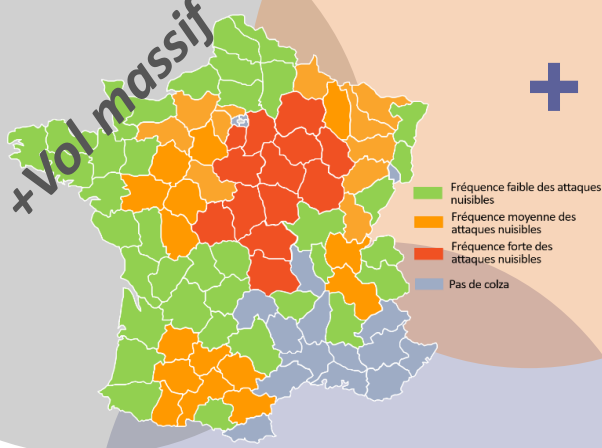 +Vol massif
+
Fréquence faible des attaques
nuisibles
Fréquence moyenne des
attaques nuisibles
Fréquence forte des
attaques nuisibles
Pas de colza